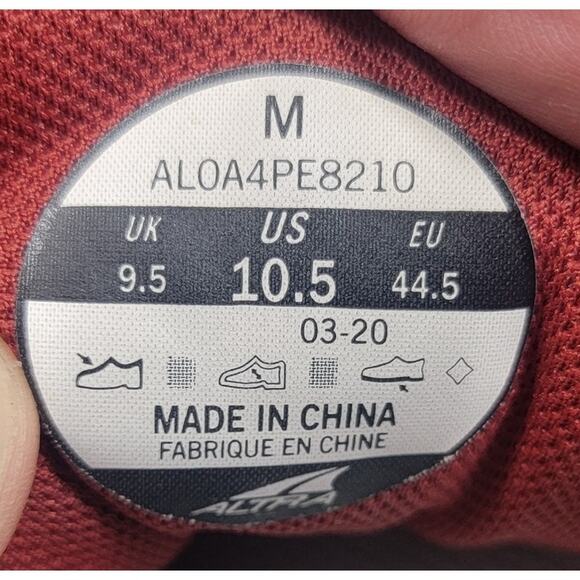 M
AL0A4PE8210
UK US EU
9.5 10.5 44.5
03-20
MADE IN CHINA
FABRIQUE EN CHINE
ALTRA